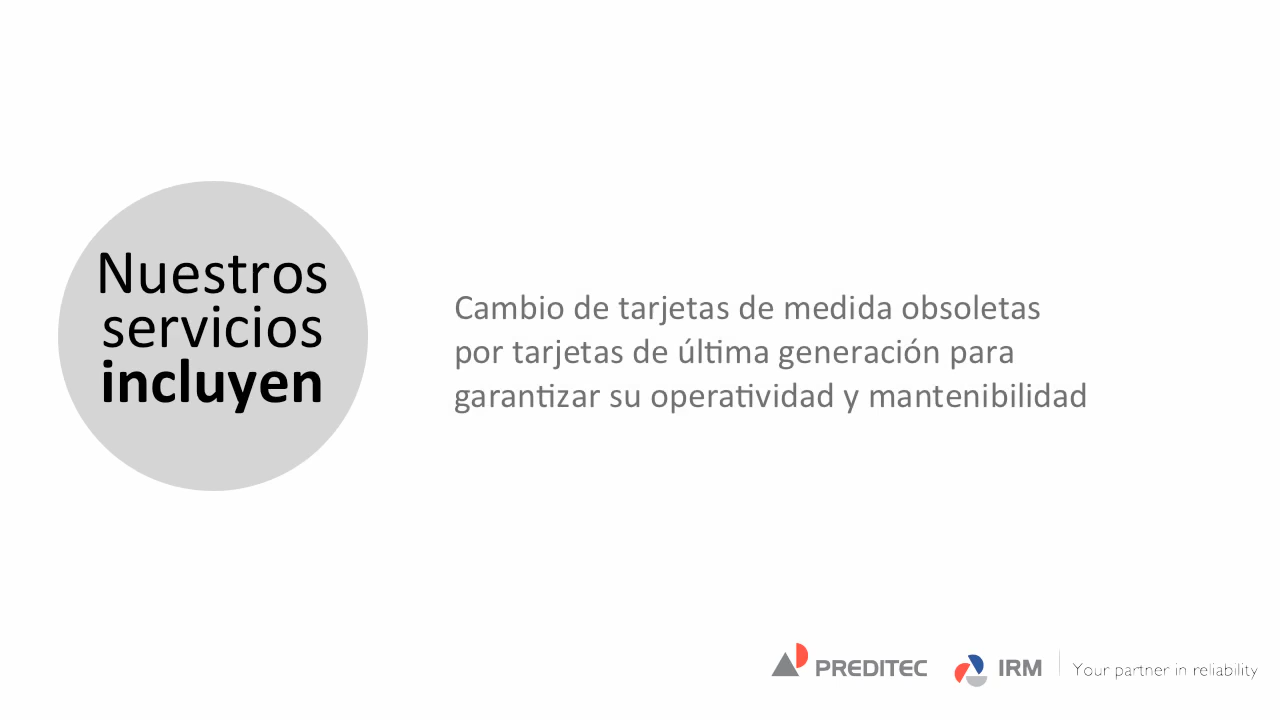 Nuestros
servicios
incluyen
Cambio de tarjetas de medida obsoletas
por tarjetas de última generación para
garantizar su operatividad y mantenibilidad
PREDITEC IRM Your partner in reliability